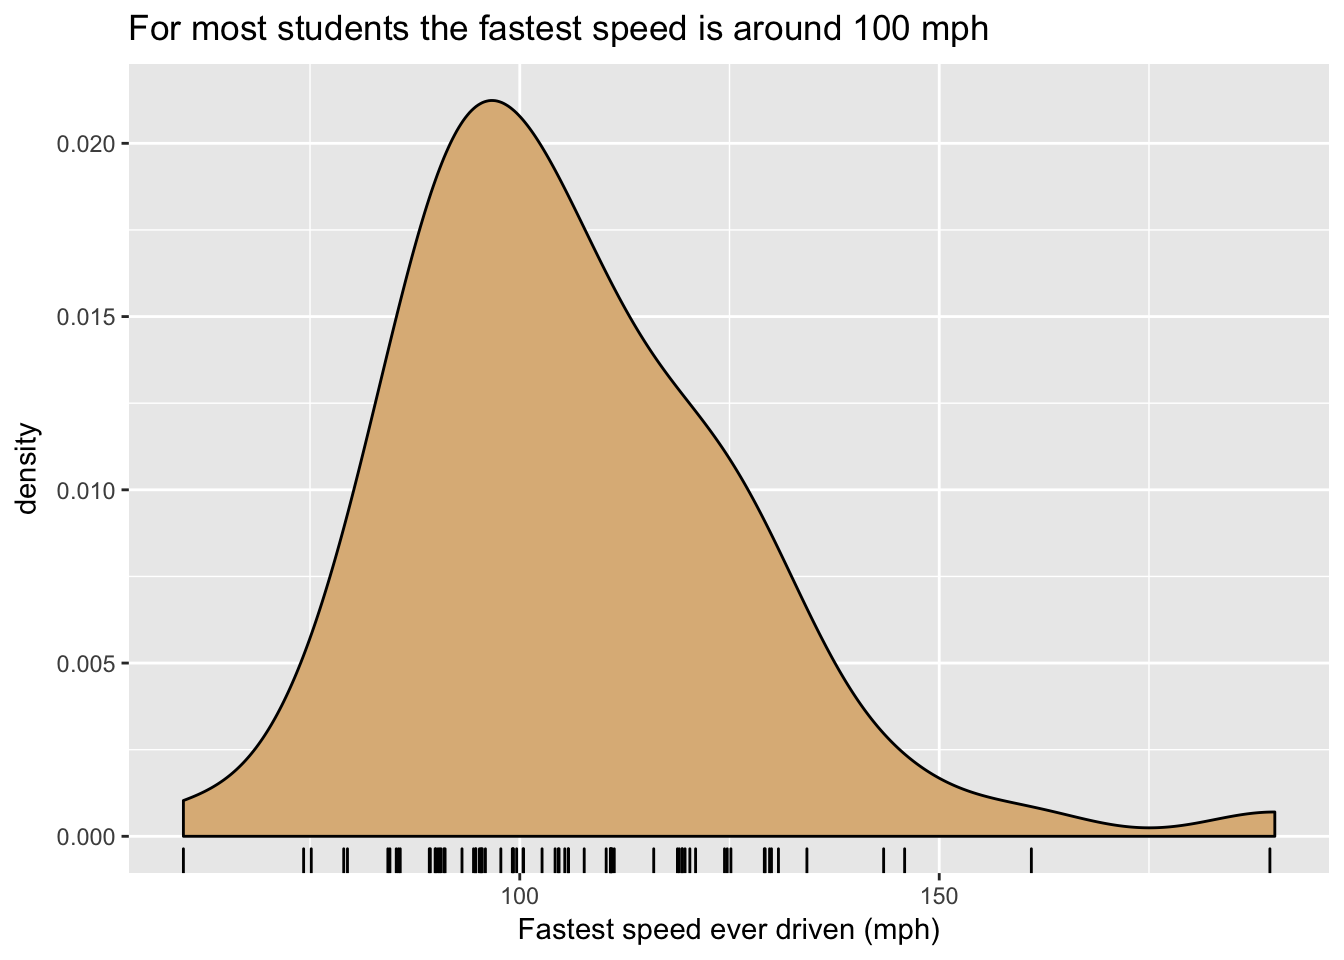 For most students the fastest speed is around 100 mph
0.020
0.015
0.010
0.005
0.000
density
100
150
Fastest speed ever driven (mph)